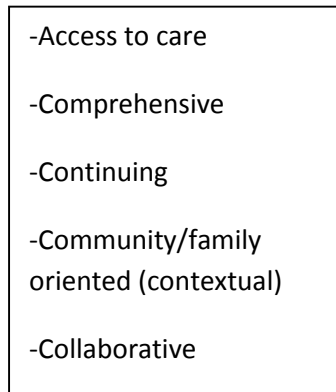 -Access to care
-Comprehensive
-Continuing
-Community/family
oriented (contextual)
-Collaborative